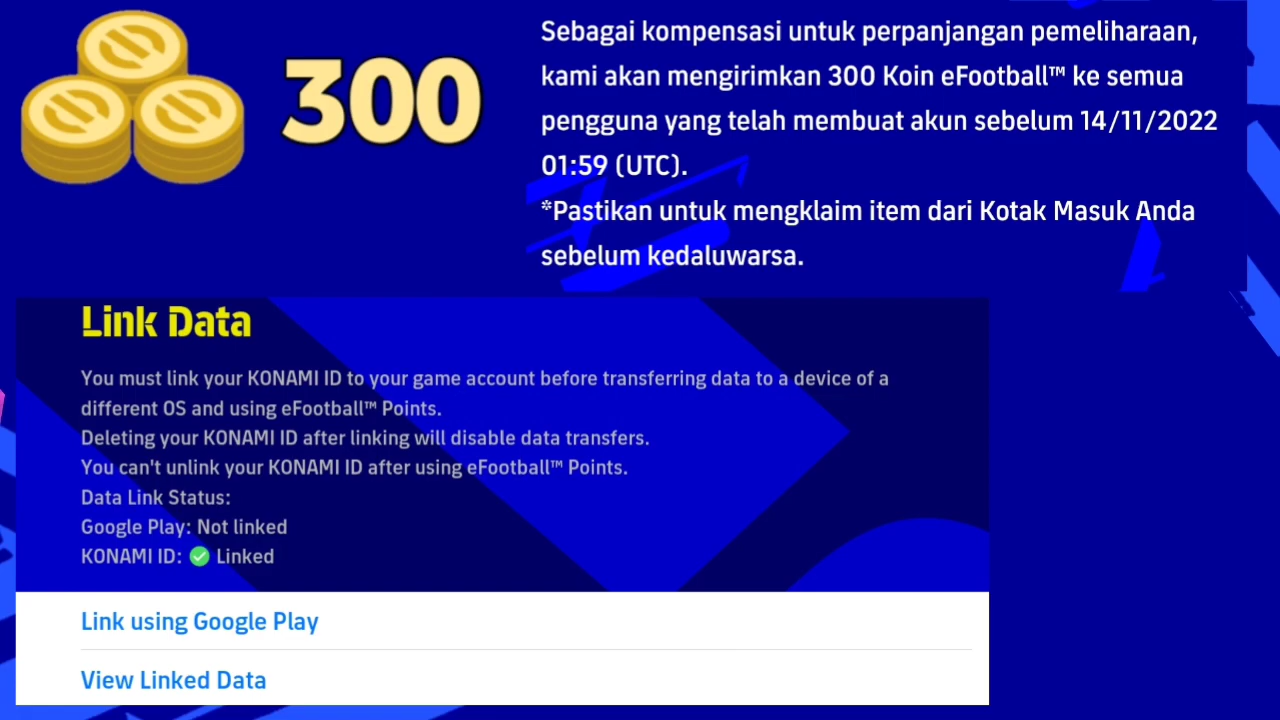 300
Sebagai kompensasi untuk perpanjangan pemeliharaan,
kami akan mengirimkan 300 Koin eFootball™ ke semua
pengguna yang telah membuat akun sebelum 14/11/2022
01:59 (UTC).
*Pastikan untuk mengklaim item dari Kotak Masuk Anda
sebelum kedaluwarsa.
Link Data
You must link your KONAMI ID to your game account before transferring data to a device of a
different OS and using eFootball™ Points.
Deleting your KONAMI ID after linking will disable data transfers.
You can't unlink your KONAMI ID after using eFootball™ Points.
Data Link Status:
Google Play: Not linked
KONAMI ID: ✅ Linked
Link using Google Play
View Linked Data